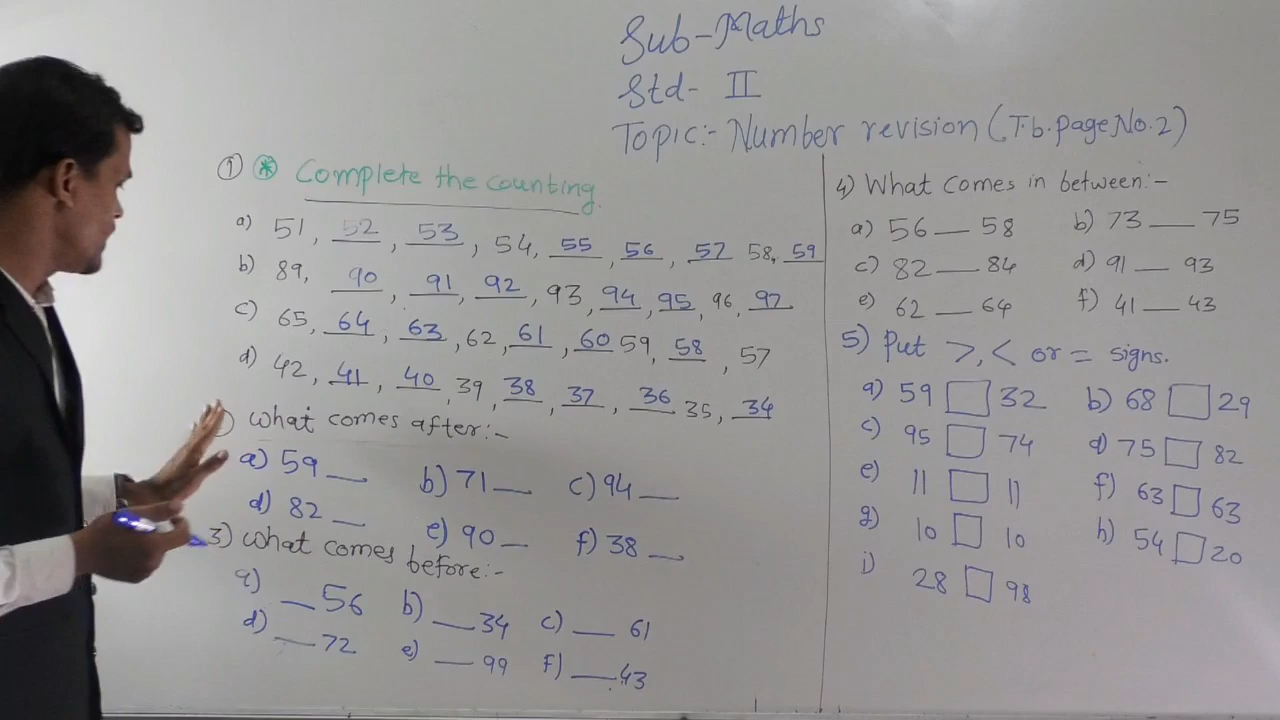 Sub-Maths
Std- II
Topic:- Number revision (T.b. page No. 2)
1) * Complete the counting.
a) 51, 52, 53, 54, 55, 56, 57 58, 59
b) 89, 90, 91, 92, 93 94, 95, 96, 97
c) 65, 64, 63, 62, 61, 60 59, 58, 57
d) 42, 41, 40, 39, 38, 37, 36 35, 34
What comes after:-
a) 59 __ b) 71 __ c) 94 __
d) 82 __ e) 90 __ f) 38 __
3) What comes before:-
a) __ 56 b) __ 34 c) __ 61
d) __ 72 e) __ 99 f) __ 43
4) What Comes in between:-
a) 56 __ 58 b) 73 __ 75
c) 82 __ 84 d) 91 __ 93
e) 62 __ 64 f) 41 __ 43
5) Put >, < or = signs.
a) 59 □ 32 b) 68 □ 29
c) 95 □ 74 d) 75 □ 82
e) 11 □ 11 f) 63 □ 63
g) 10 □ 10 h) 54 □ 20
i) 28 □ 98